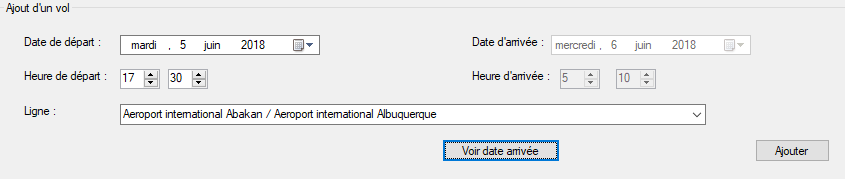 Ajout d'un vol
Date de départ : mardi , 5 juin 2018 Date d'arrivée : mercredi , 6 juin 2018
Heure de départ : 17 30 Heure d'arrivée : 5 10
Ligne : Aeroport international Abakan / Aeroport international Albuquerque
Voir date arrivée Ajouter